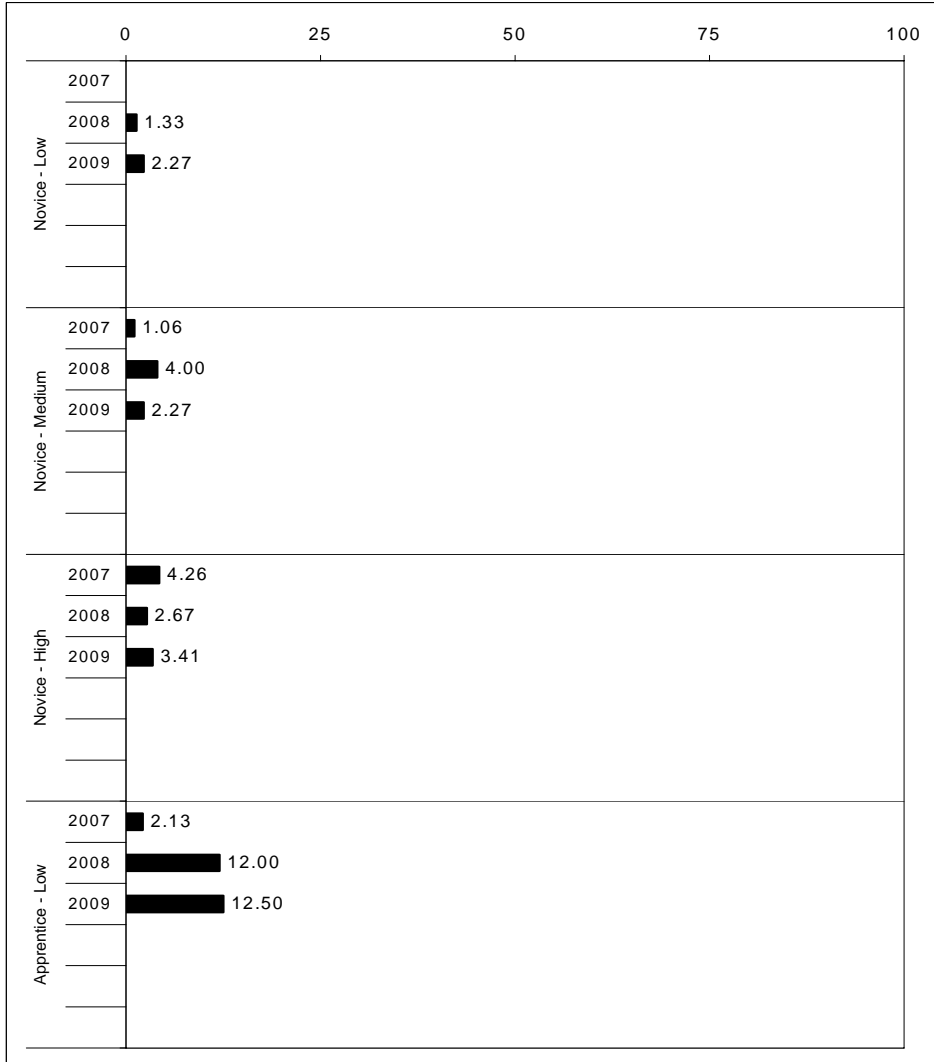 0 25 50 75 100
Novice - Low
2007
2008 1.33
2009 2.27
Novice - Medium
2007 1.06
2008 4.00
2009 2.27
Novice - High
2007 4.26
2008 2.67
2009 3.41
Apprentice - Low
2007 2.13
2008 12.00
2009 12.50